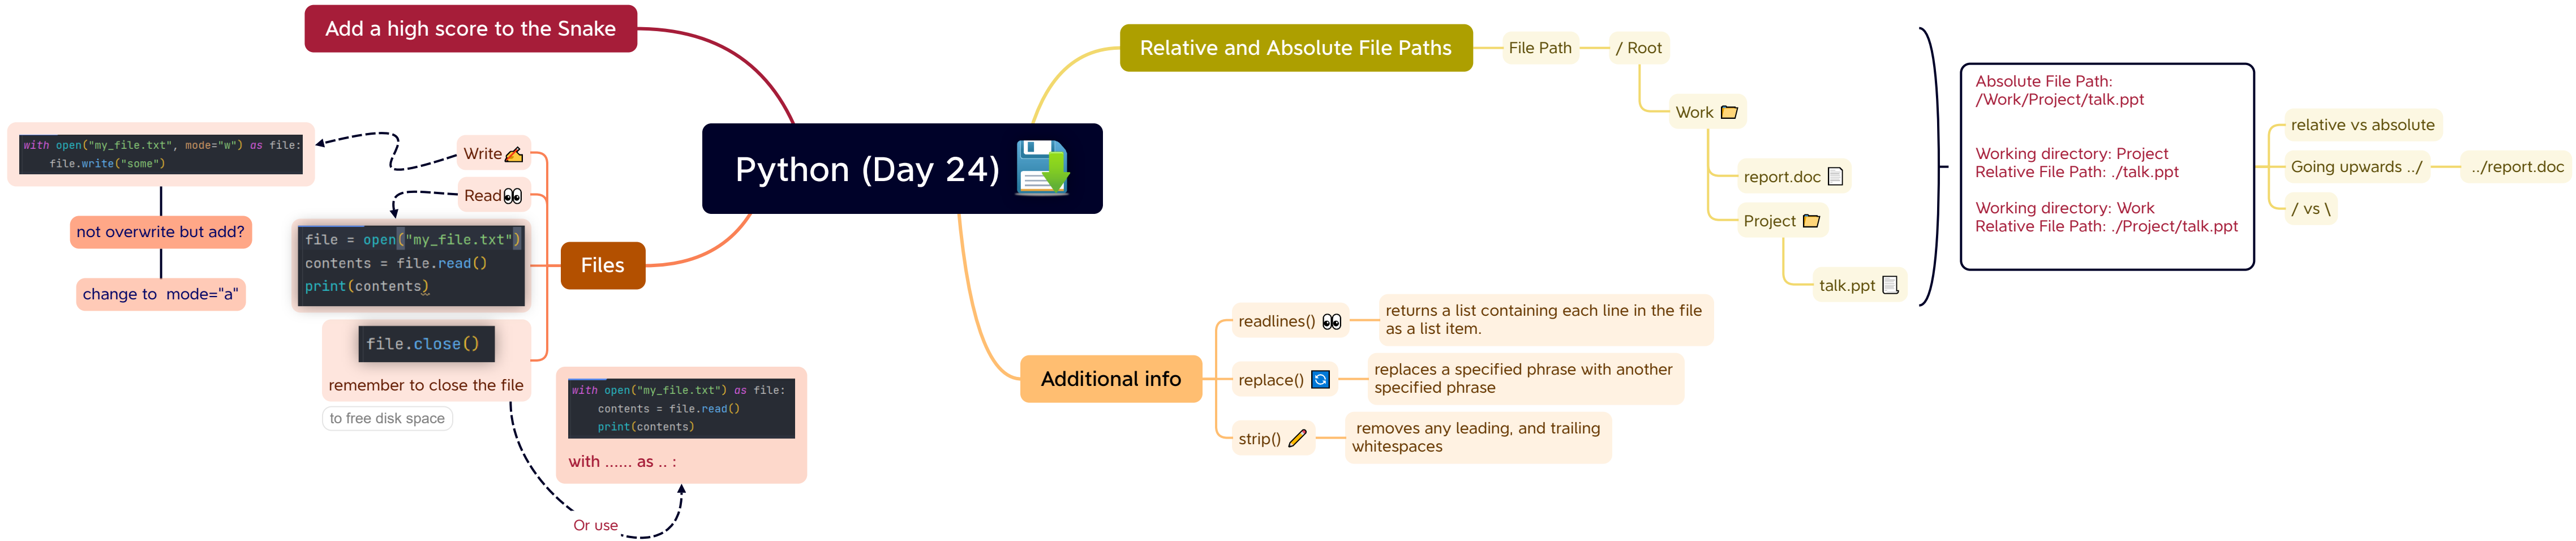 Python (Day 24)
Add a high score to the Snake
Files
Write
with open("my_file.txt", mode="w") as file:
file.write("some")
not overwrite but add?
change to  mode="a"
Read
file = open("my_file.txt")
contents = file.read()
print(contents)
file.close()
remember to close the file
to free disk space
Or use
with open("my_file.txt") as file:
contents = file.read()
print(contents)
with ...... as .. :
Relative and Absolute File Paths
File Path
/ Root
Work
report.doc
Project
talk.ppt
Absolute File Path:
/Work/Project/talk.ppt
Working directory: Project
Relative File Path: ./talk.ppt
Working directory: Work
Relative File Path: ./Project/talk.ppt
relative vs absolute
Going upwards ../
../report.doc
/ vs \
Additional info
readlines()
returns a list containing each line in the file
as a list item.
replace()
replaces a specified phrase with another
specified phrase
strip()
removes any leading, and trailing
whitespaces